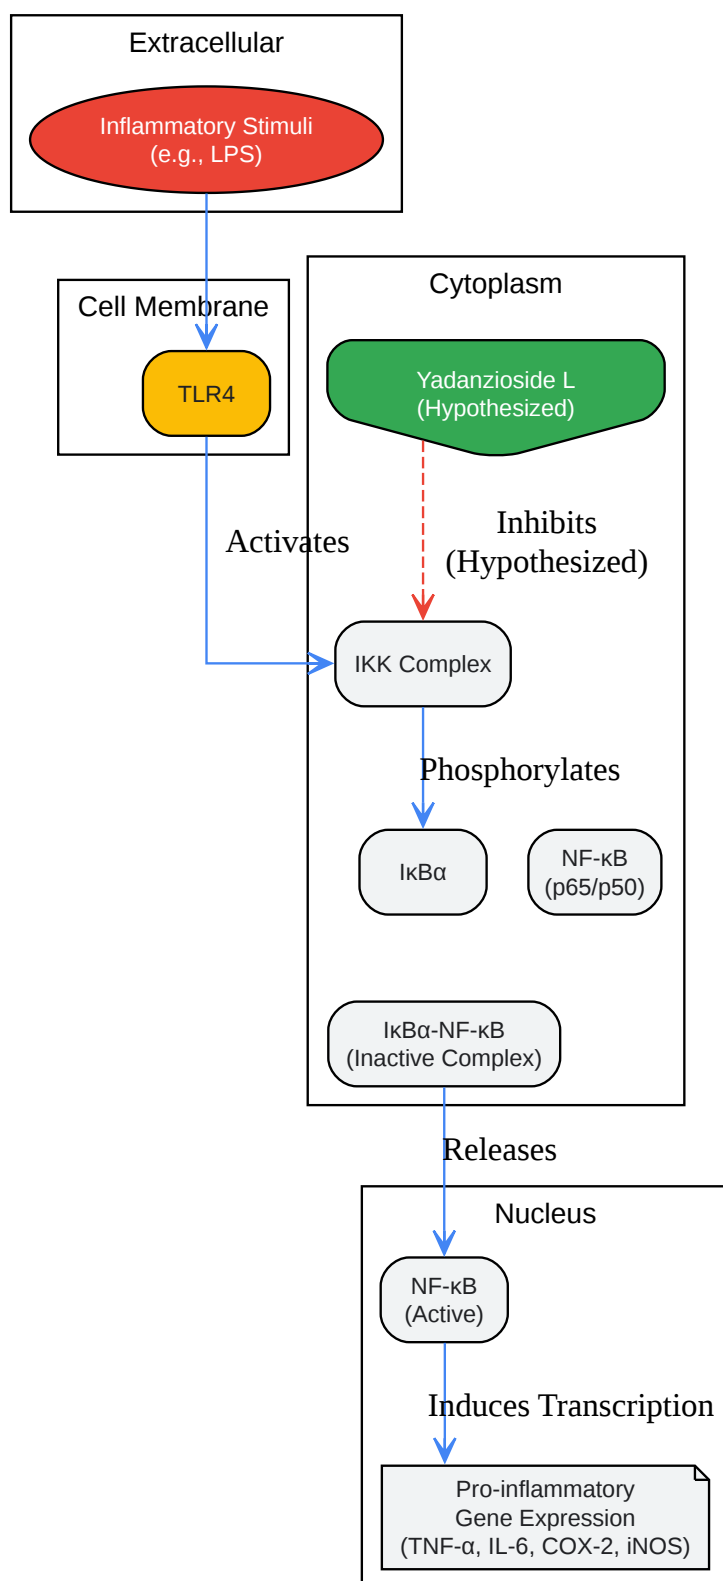 Extracellular
Inflammatory Stimuli
(e.g., LPS)
Cell Membrane
TLR4
Cytoplasm
Yadanzioside L
(Hypothesized)
Activates
Inhibits
(Hypothesized)
IKK Complex
Phosphorylates
IκBα
NF-κB
(p65/p50)
IκBα-NF-κB
(Inactive Complex)
Releases
Nucleus
NF-κB
(Active)
Induces Transcription
Pro-inflammatory
Gene Expression
(TNF-α, IL-6, COX-2, iNOS)